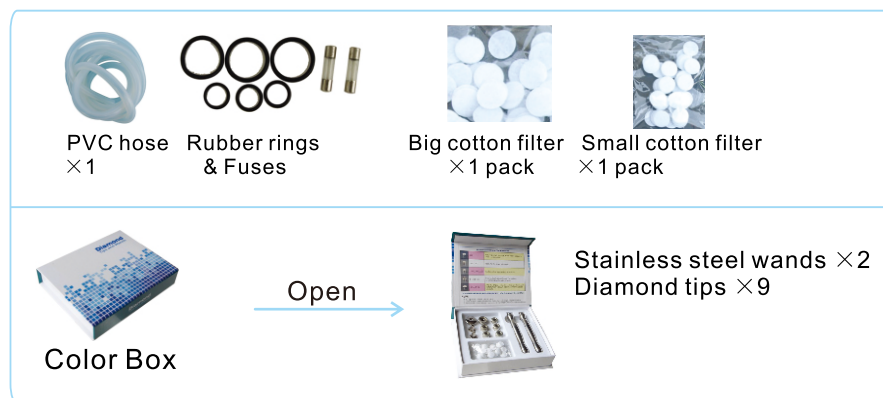 PVC hose
×1
Rubber rings
& Fuses
Big cotton filter
×1 pack
Small cotton filter
×1 pack
Diamond
Color Box
Open
Stainless steel wands ×2
Diamond tips ×9